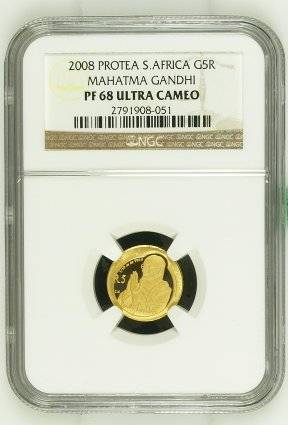 2008 PROTEA S.AFRICA G5R
MAHATMA GANDHI
PF 68 ULTRA CAMEO
2791908-051
NGC